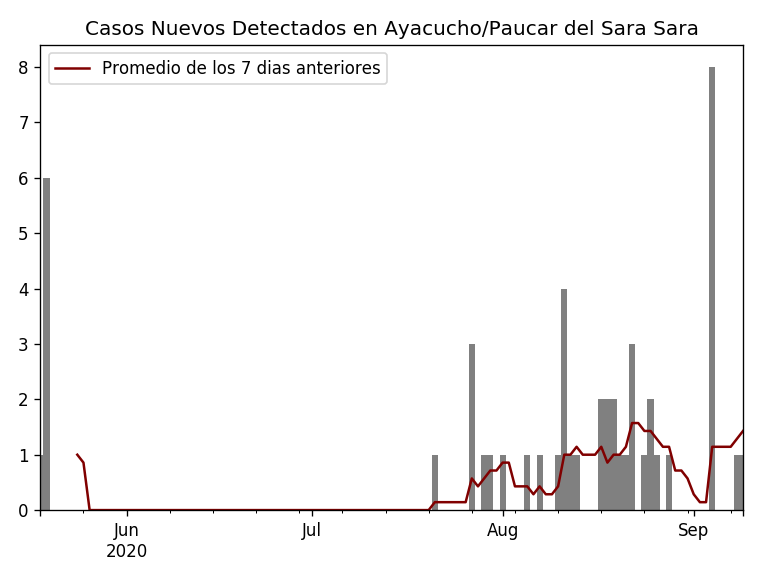 Casos Nuevos Detectados en Ayacucho/Paucar del Sara Sara
Promedio de los 7 dias anteriores
8
7
6
5
4
3
2
1
0
Jun
2020
Jul
Aug
Sep